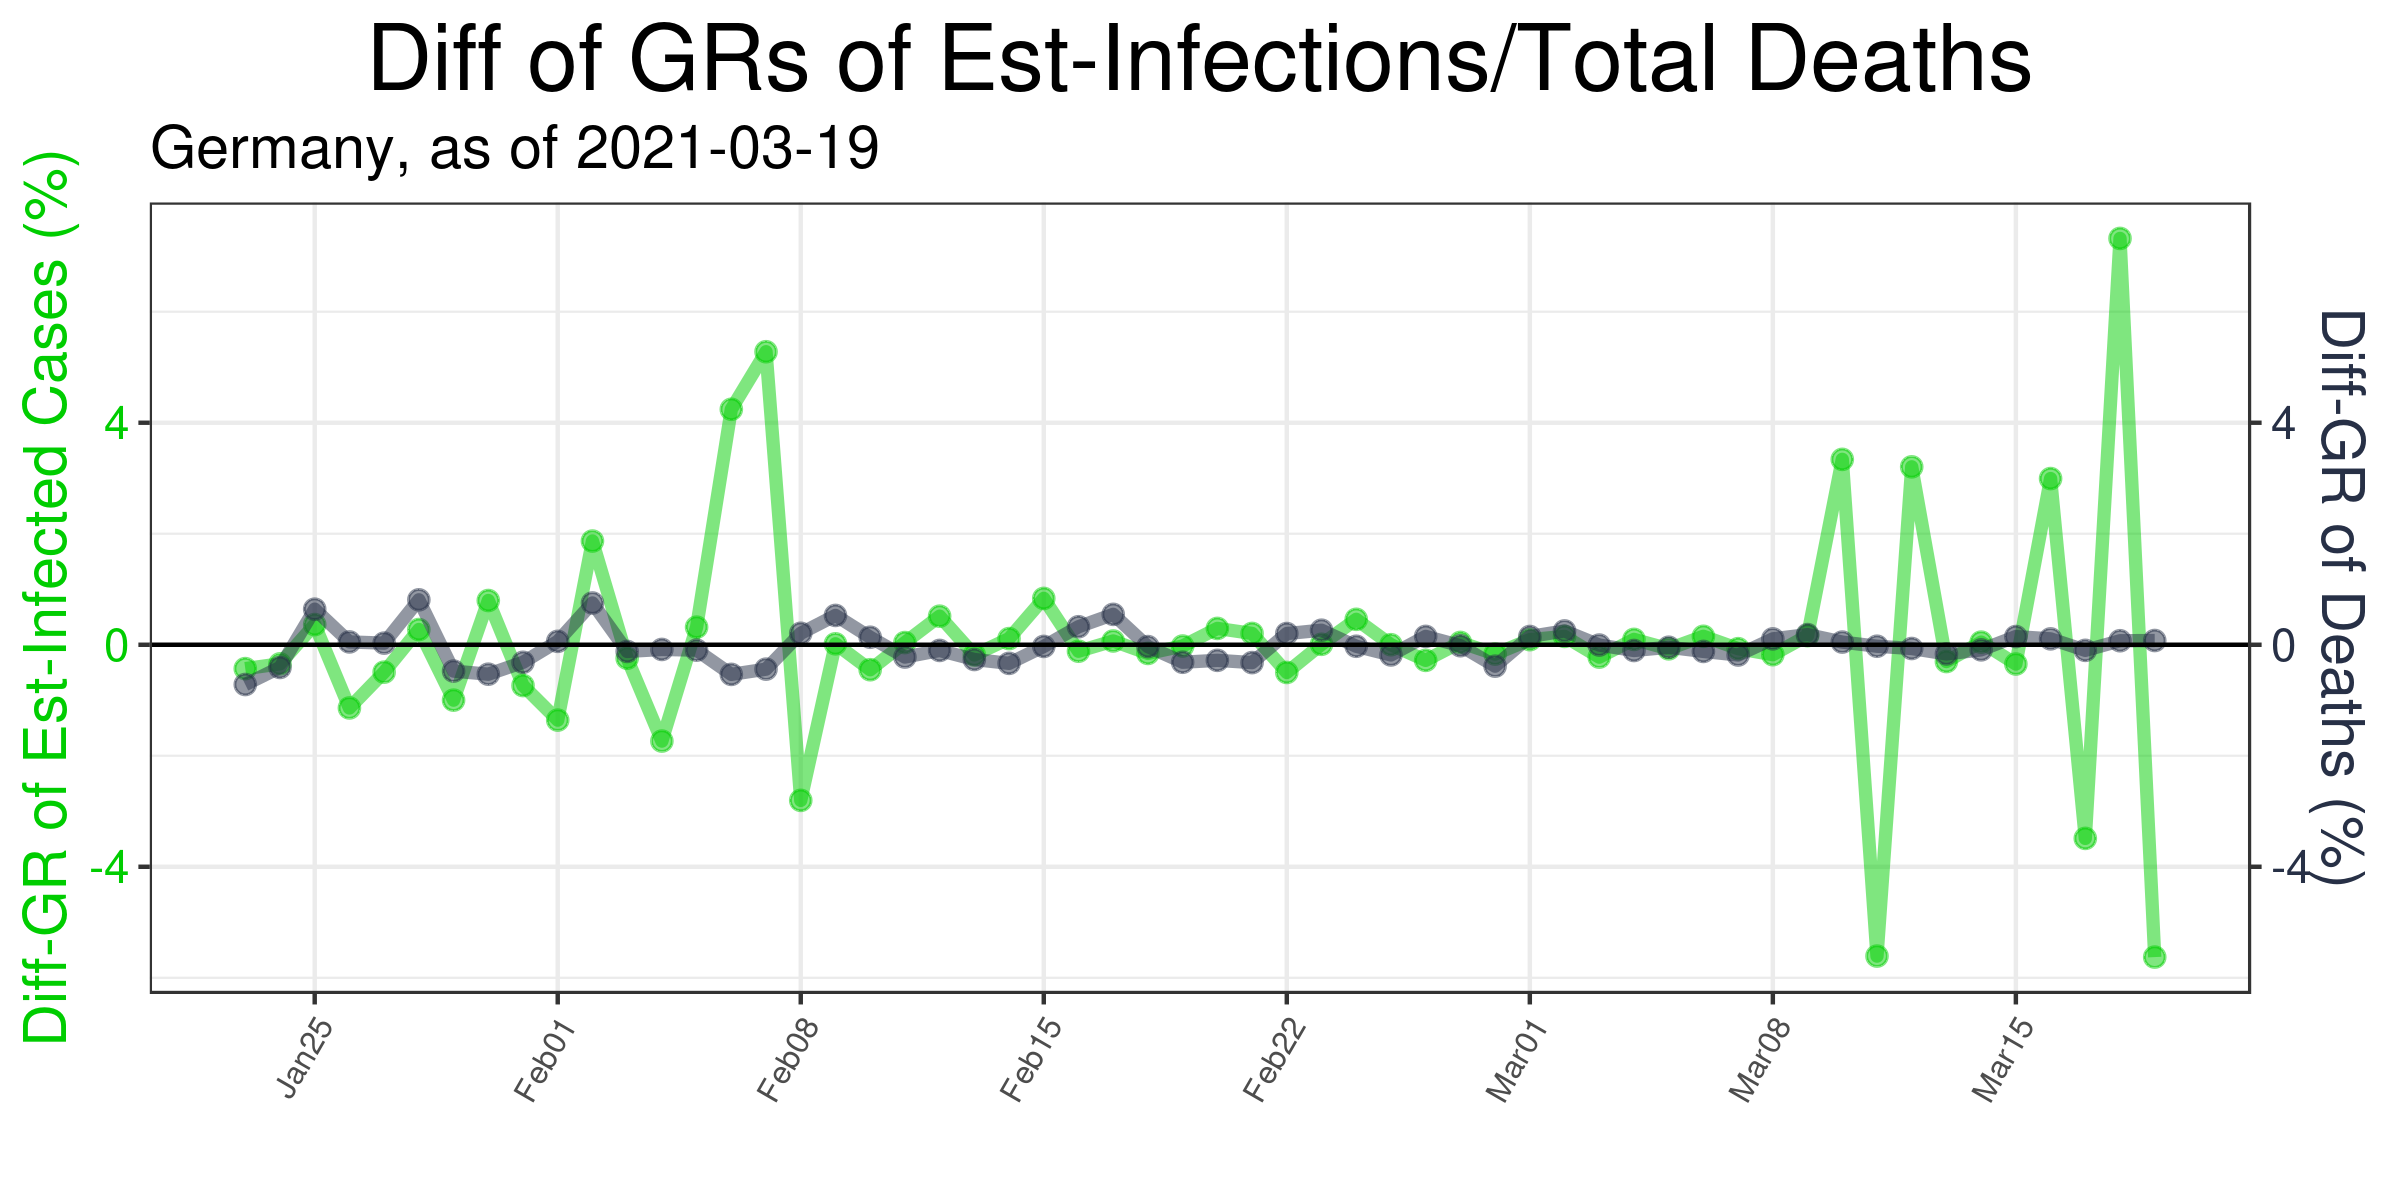 Diff of GRs of Est-Infections/Total Deaths
Germany, as of 2021-03-19
Diff-GR of Est-Infected Cases (%)
4
0
-4
4
0
-4
Diff-GR of Deaths (%)
Jan25
Feb01
Feb08
Feb15
Feb22
Mar01
Mar08
Mar15